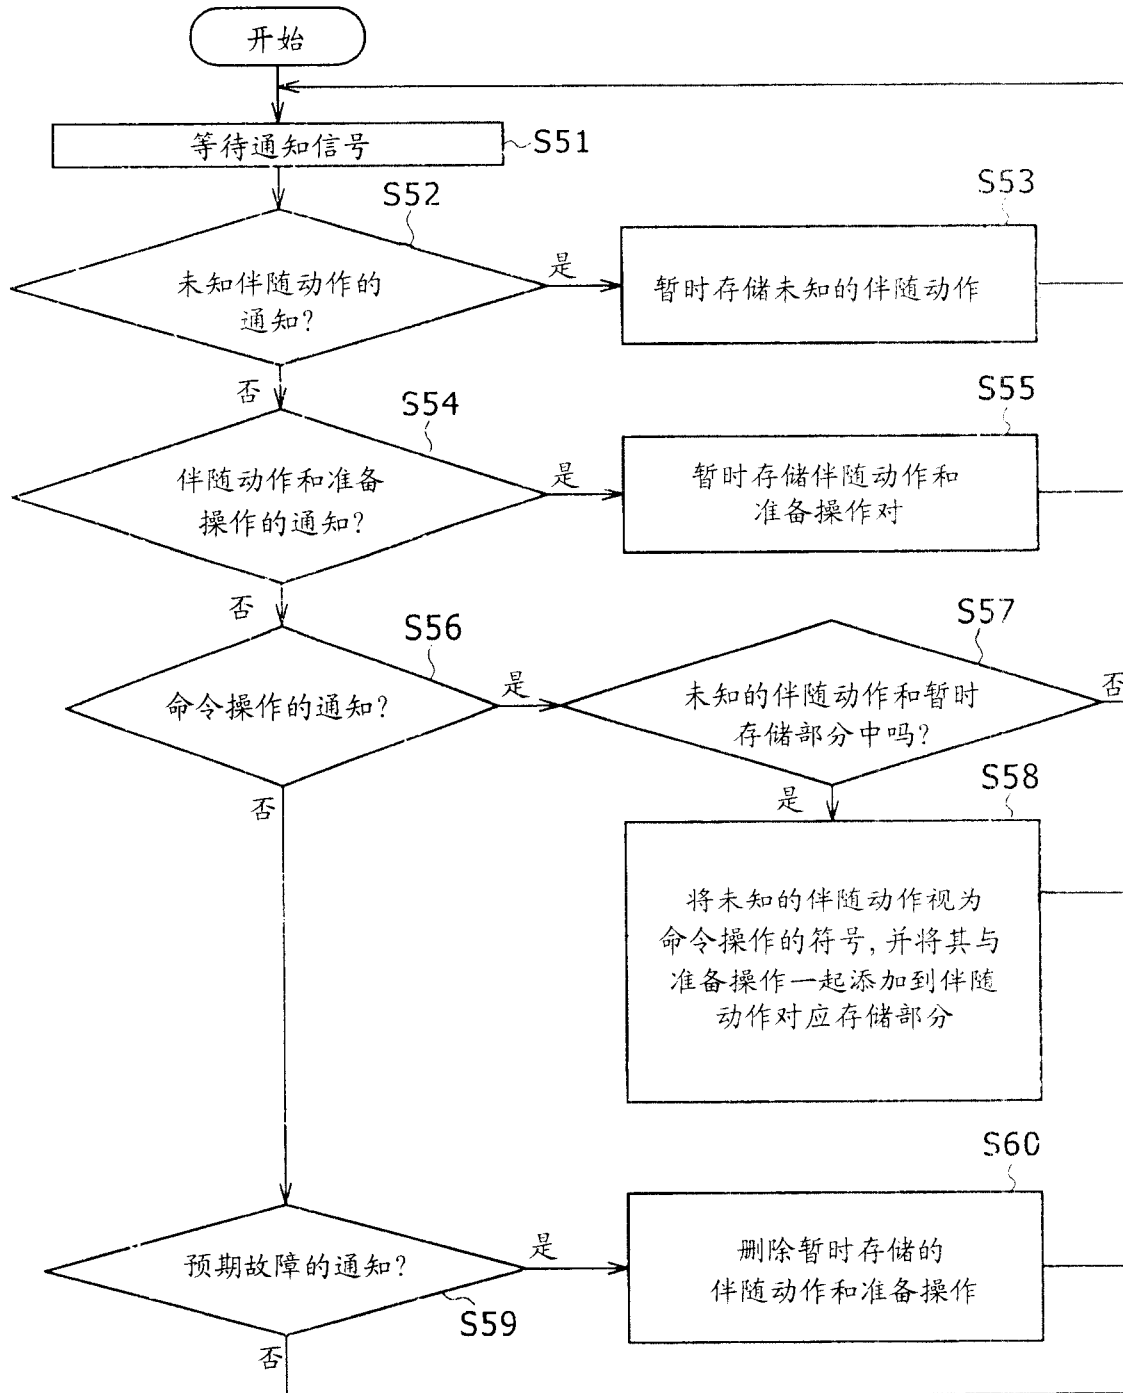 开始
等待通知信号
S51
S52
未知伴随动作的
通知?
是
S53
暂时存储未知的伴随动作
否
S54
伴随动作和准备
操作的通知?
是
S55
暂时存储伴随动作和
准备操作对
否
S56
命令操作的通知?
是
S57
未知的伴随动作和暂时
存储部分中吗?
否
否
是
S58
将未知的伴随动作视为
命令操作的符号,并将其与
准备操作一起添加到伴随
动作对应存储部分
预期故障的通知?
S59
是
S60
删除暂时存储的
伴随动作和准备操作
否